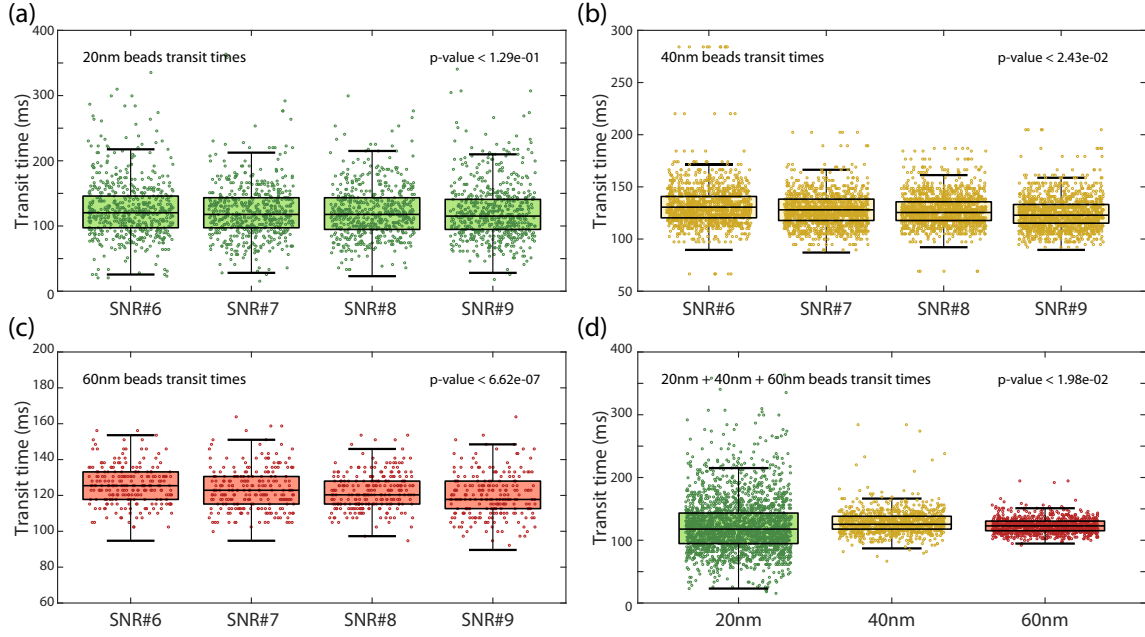 (a)
20nm beads transit times
p-value < 1.29e-01
Transit time (ms)
400
300
200
100
0
SNR#6 SNR#7 SNR#8 SNR#9
(b)
40nm beads transit times
p-value < 2.43e-02
Transit time (ms)
300
250
200
150
100
50
SNR#6 SNR#7 SNR#8 SNR#9
(c)
60nm beads transit times
p-value < 6.62e-07
Transit time (ms)
200
180
160
140
120
100
80
60
SNR#6 SNR#7 SNR#8 SNR#9
(d)
20nm + 40nm + 60nm beads transit times
p-value < 1.98e-02
Transit time (ms)
400
300
200
100
0
20nm 40nm 60nm